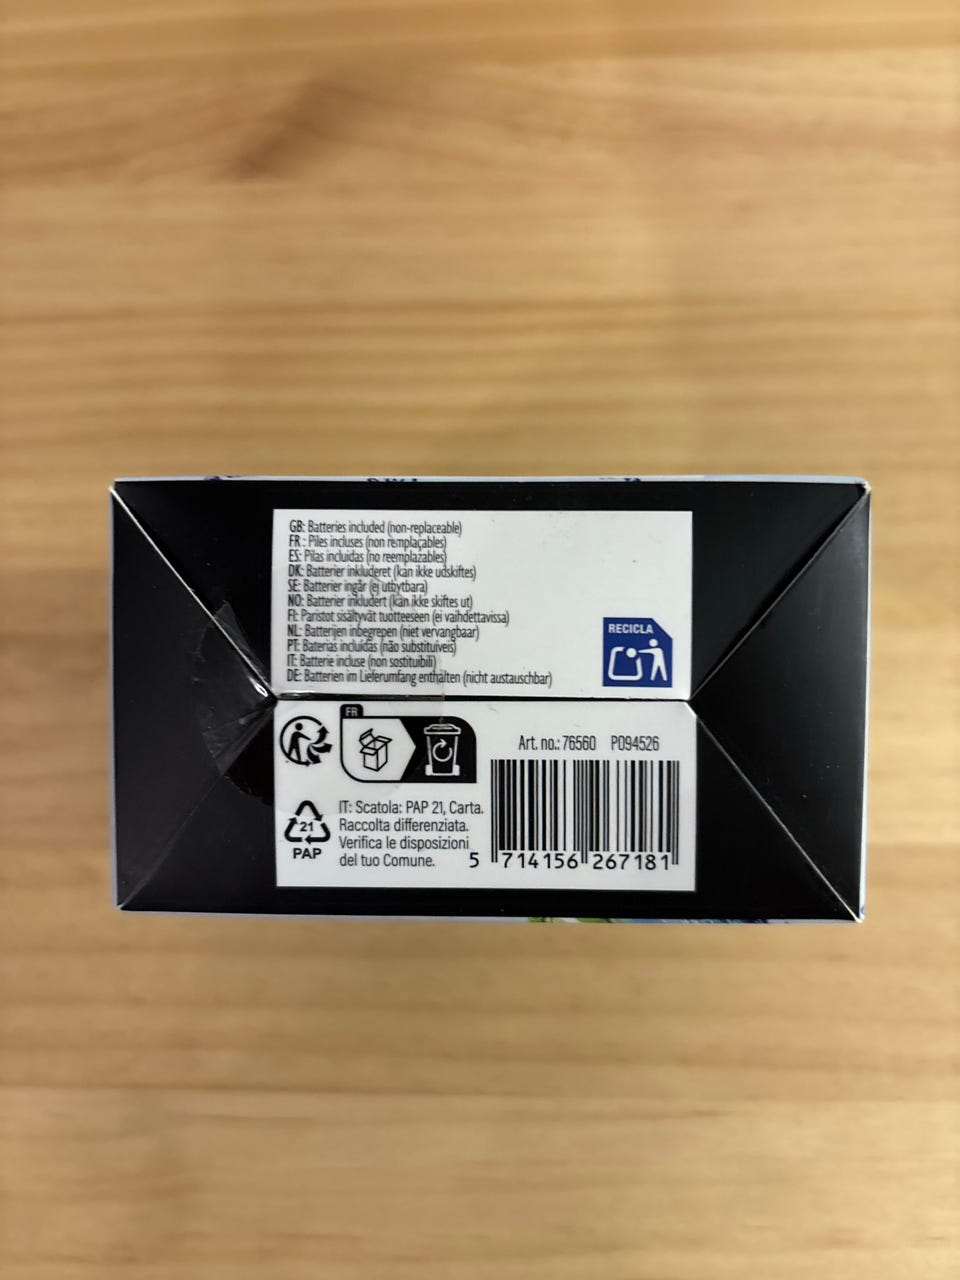 GB: Batteries included (non-replaceable)
FR : Piles incluses (non remplaçables)
ES: Pilas incluidas (no reemplazables)
DK: Batterier inkluderet (kan ikke udskiftes)
SE: Batterier ingår (ej utbytbara)
NO: Batterier inkludert (kan ikke skiftes ut)
FI: Paristot sisältyvät tuotteeseen (ei vaihdettavissa)
NL: Batterijen inbegrepen (niet vervangbaar)
PT: Baterias incluídas (não substituíveis)
IT: Batterie incluse (non sostituibili)
DE: Batterien im Lieferumfang enthalten (nicht austauschbar)
RECICLA
FR
Art. no.: 76560 P094526
21
PAP
IT: Scatola: PAP 21, Carta.
Raccolta differenziata.
Verifica le disposizioni
del tuo Comune.
5 714156 267181